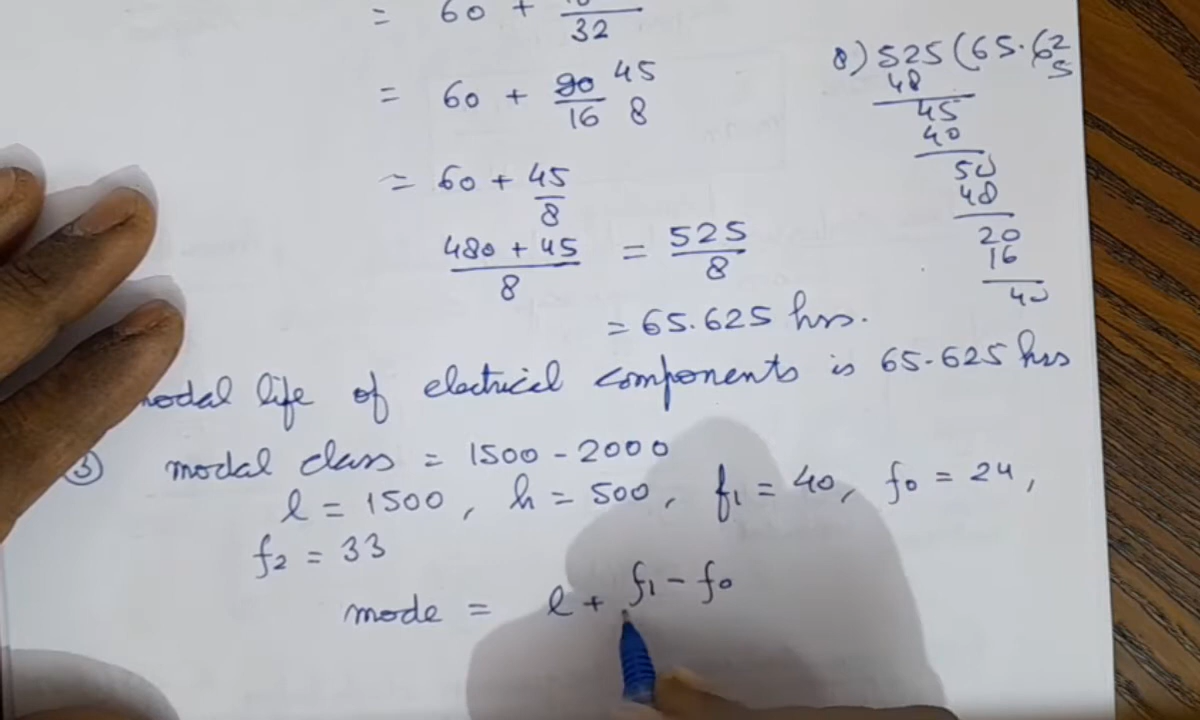 = 60 + 32
= 60 + 90/16 45/8
= 60 + 45/8
480 + 45/8 = 525/8
= 65.625 hrs.
8) 525 (65.625
48
45
40
50
48
20
16
40
modal life of electrical components is 65.625 hrs
3) modal class = 1500 - 2000
l = 1500, h = 500, f1 = 40, f0 = 24,
f2 = 33
mode = l + f1 - f0